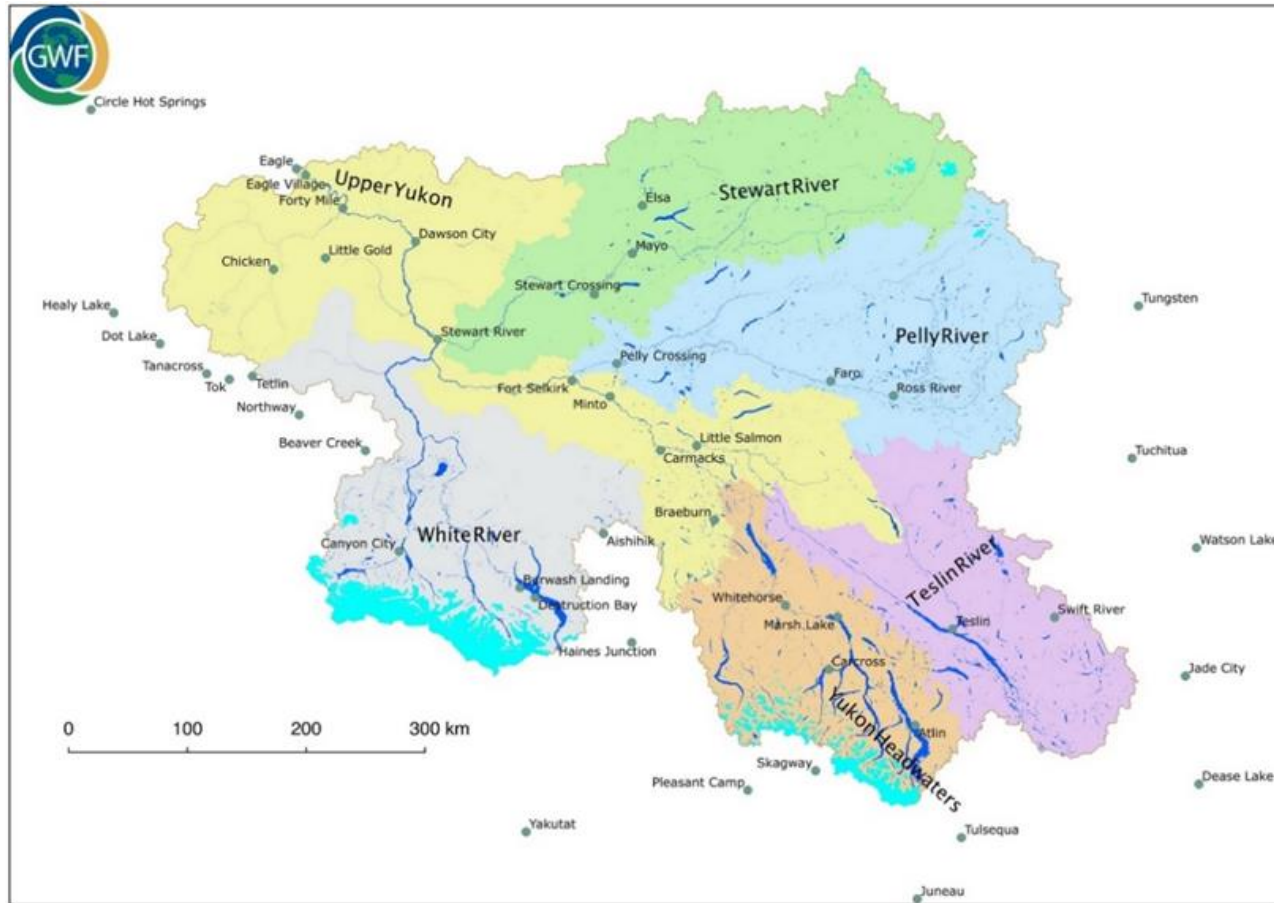 GWF
Circle Hot Springs
Eagle
Eagle Village
UpperYukon
Forty Mile
StewartRiver
Elsa
Dawson City
Little Gold
Mayo
Chicken
Stewart Crossing
Healy Lake
Tungsten
Dot Lake
Stewart River
PellyRiver
Pelly Crossing
Tanacross
Tok
Tetlin
Fort Selkirk
Faro
Ross River
Minto
Northway
Beaver Creek
Little Salmon
Carmacks
Tuchitua
Braeburn
WhiteRiver
Aishihik
Canyon City
Watson Lake
TeslinRiver
Burwash Landing
Destruction Bay
Whitehorse
Marsh Lake
Swift River
Teslin
Haines Junction
Carcross
Jade City
YukonHeadwaters
Atlin
0 100 200 300 km
Skagway
Pleasant Camp
Dease Lake
Yakutat
Tulsequa
Juneau